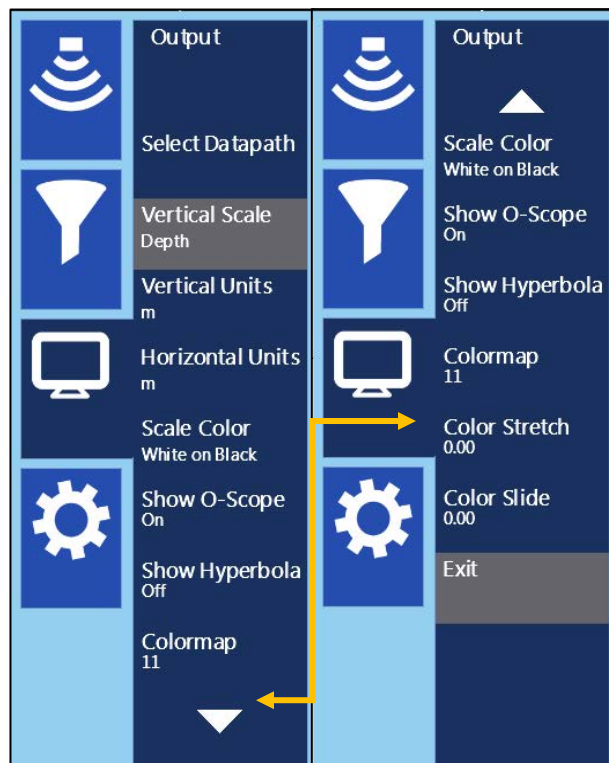 Output
Select Datapath
Vertical Scale
Depth
Vertical Units
m
Horizontal Units
m
Scale Color
White on Black
Show O-Scope
On
Show Hyperbola
Off
Colormap
11
Output
Scale Color
White on Black
Show O-Scope
On
Show Hyperbola
Off
Colormap
11
Color Stretch
0.00
Color Slide
0.00
Exit